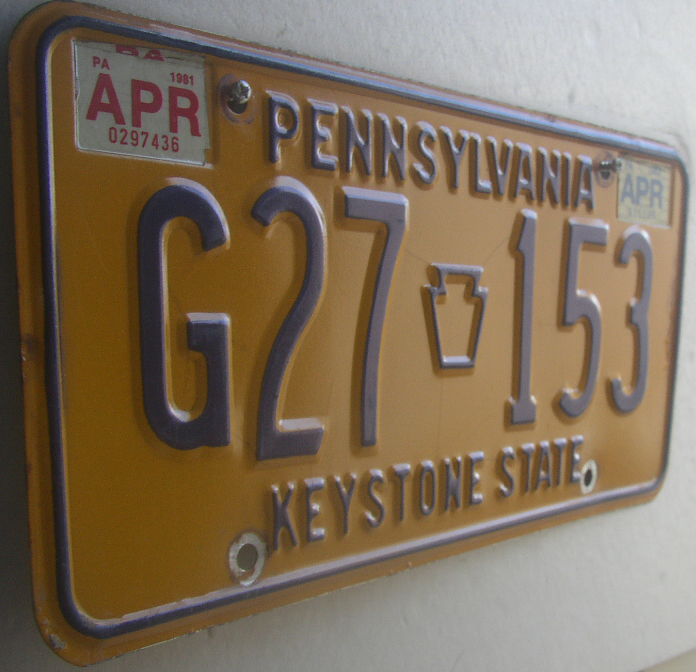 PA 1981
APR
0297436
PENNSYLVANIA
APR
G27 153
KEYSTONE STATE